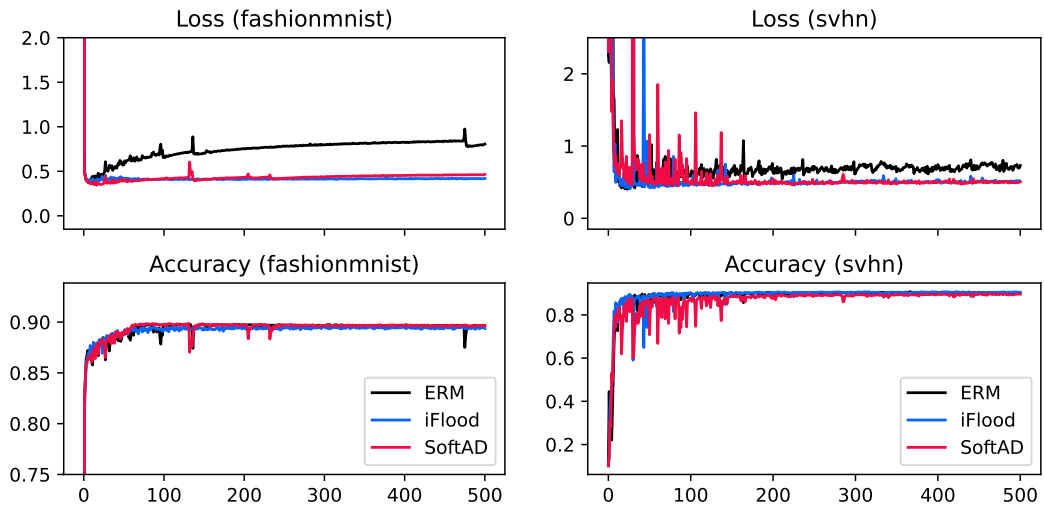 Loss (fashionmnist)
2.0
1.5
1.0
0.5
0.0
Loss (svhn)
2
1
0
Accuracy (fashionmnist)
0.90
0.85
0.80
0.75
0 100 200 300 400 500
ERM
iFlood
SoftAD
Accuracy (svhn)
0.8
0.6
0.4
0.2
0 100 200 300 400 500
ERM
iFlood
SoftAD